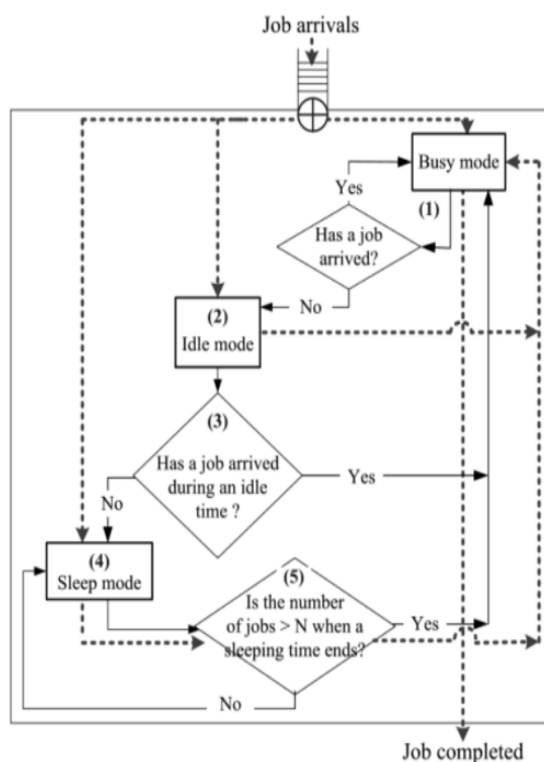 Job arrivals
Busy mode
Yes
(1)
Has a job
arrived?
No
(2)
Idle mode
(3)
Has a job arrived
during an idle
time ?
Yes
No
(4)
Sleep mode
(5)
Is the number
of jobs > N when a
sleeping time ends?
Yes
No
Job completed